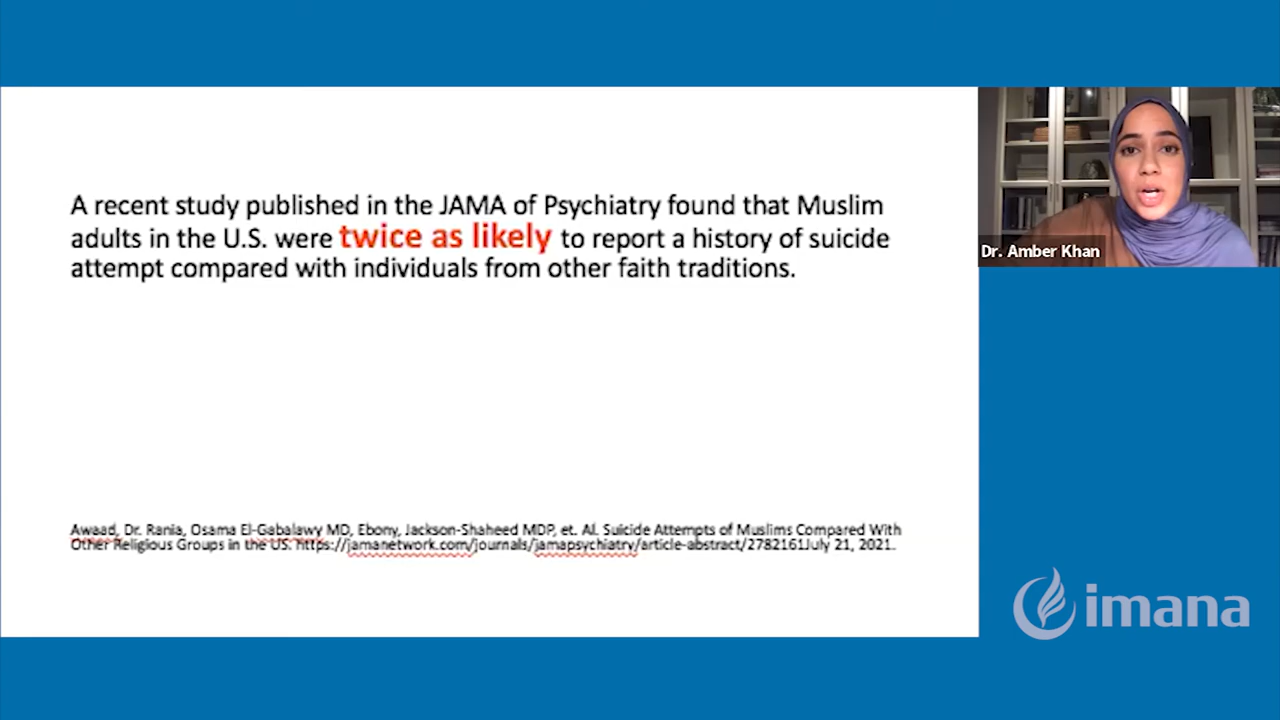 A recent study published in the JAMA of Psychiatry found that Muslim
adults in the U.S. were twice as likely to report a history of suicide
attempt compared with individuals from other faith traditions.
Dr. Amber Khan
Awaad, Dr. Rania, Osama El-Gabalawy MD, Ebony, Jackson-Shaheed MDP, et. Al. Suicide Attempts of Muslims Compared With
Other Religious Groups in the US. https://jamanetwork.com/journals/jamapsychiatry/article-abstract/2782161July 21, 2021.
imana